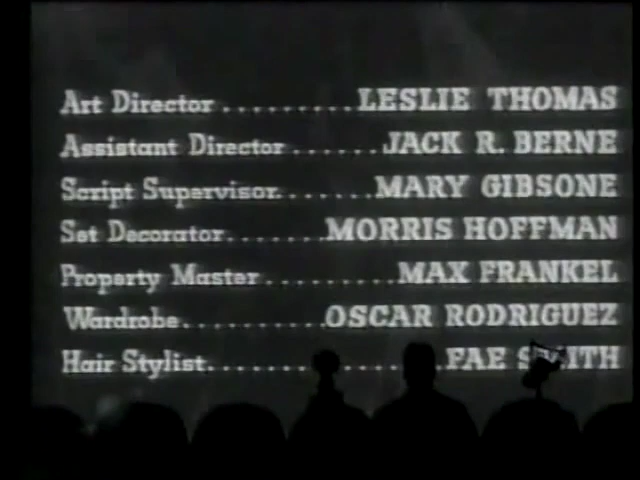 Art Director.........LESLIE THOMAS
Assistant Director......JACK R. BERNE
Script Supervisor.......MARY GIBSONE
Set Decorator.......MORRIS HOFFMAN
Property Master..........MAX FRANKEL
Wardrobe..........OSCAR RODRIGUEZ
Hair Stylist.................FAE SMITH